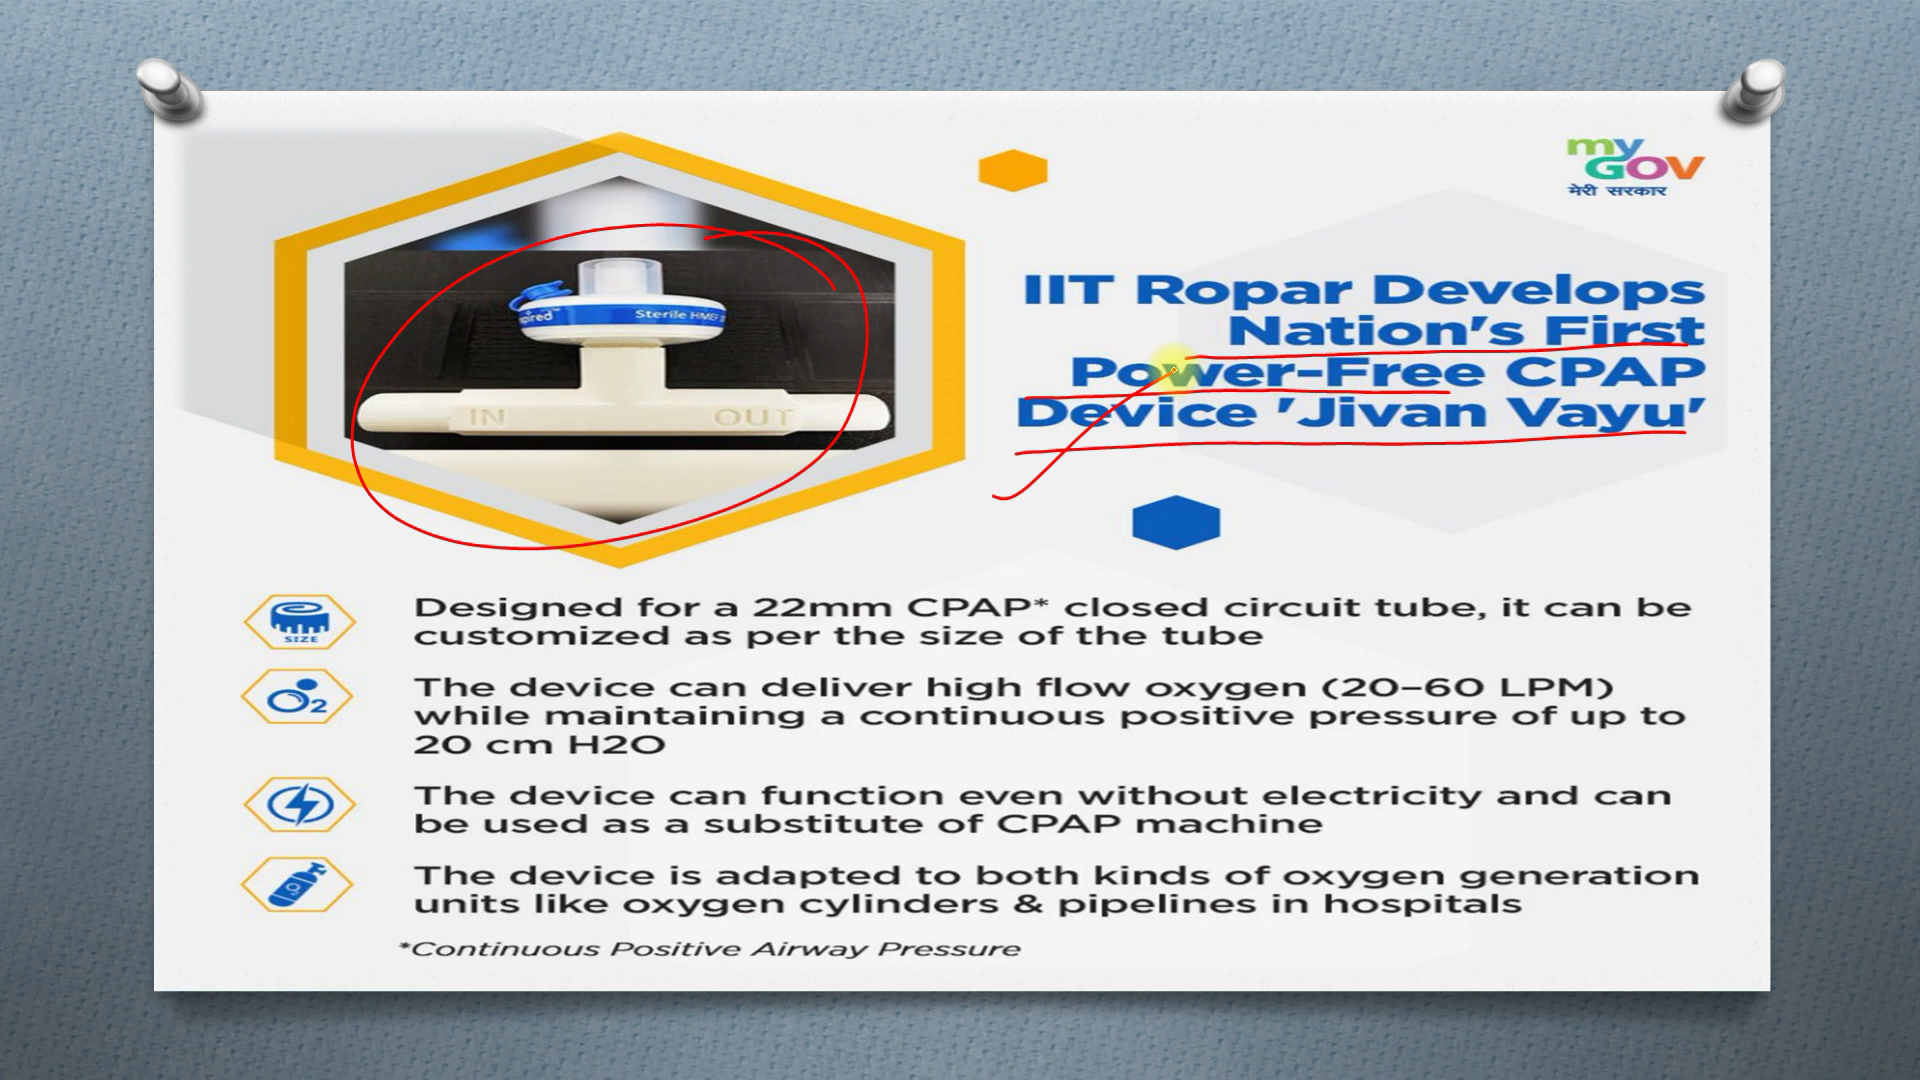 my
GOV
मेरी सरकार
Sterile HMEF
IN
OUT
IIT Ropar Develops
Nation's First
Power-Free CPAP
Device 'Jivan Vayu'
SIZE
Designed for a 22mm CPAP* closed circuit tube, it can be
customized as per the size of the tube
O2
The device can deliver high flow oxygen (20-60 LPM)
while maintaining a continuous positive pressure of up to
20 cm H2O
The device can function even without electricity and can
be used as a substitute of CPAP machine
The device is adapted to both kinds of oxygen generation
units like oxygen cylinders & pipelines in hospitals
*Continuous Positive Airway Pressure